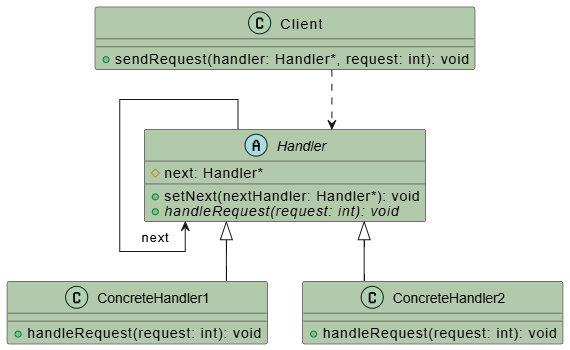 C Client
sendRequest(handler: Handler*, request: int): void
A Handler
next: Handler*
setNext(nextHandler: Handler*): void
handleRequest(request: int): void
next
C ConcreteHandler1
handleRequest(request: int): void
C ConcreteHandler2
handleRequest(request: int): void